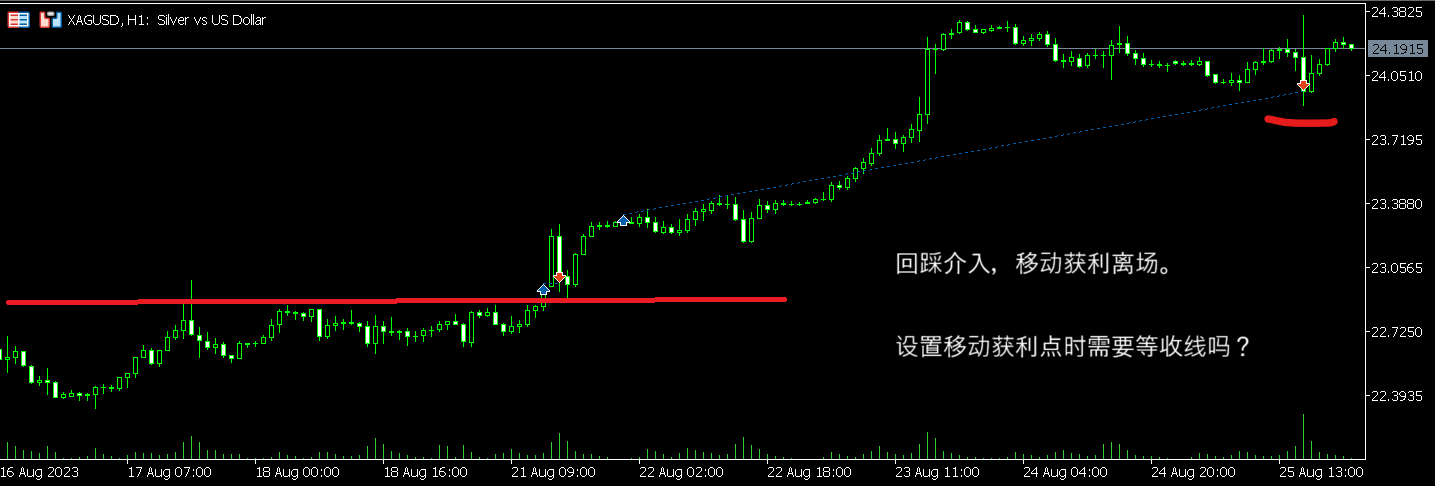 XAGUSD, H1: Silver vs US Dollar
24.3825
24.1915
24.0510
23.7195
23.3880
回踩介入，移动获利离场。
23.0565
22.7250
设置移动获利点时需要等收线吗？
22.3935
16 Aug 2023
17 Aug 07:00
18 Aug 00:00
18 Aug 16:00
21 Aug 09:00
22 Aug 02:00
22 Aug 18:00
23 Aug 11:00
24 Aug 04:00
24 Aug 20:00
25 Aug 13:00